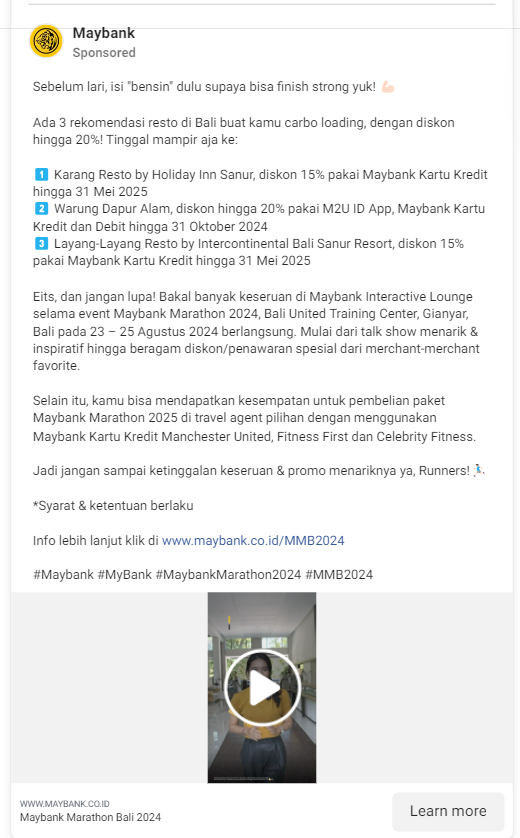 Maybank
Sponsored
Sebelum lari, isi "bensin" dulu supaya bisa finish strong yuk! 💪🏻
Ada 3 rekomendasi resto di Bali buat kamu carbo loading, dengan diskon
hingga 20%! Tinggal mampir aja ke:
1️⃣ Karang Resto by Holiday Inn Sanur, diskon 15% pakai Maybank Kartu Kredit
hingga 31 Mei 2025
2️⃣ Warung Dapur Alam, diskon hingga 20% pakai M2U ID App, Maybank Kartu
Kredit dan Debit hingga 31 Oktober 2024
3️⃣ Layang-Layang Resto by Intercontinental Bali Sanur Resort, diskon 15%
pakai Maybank Kartu Kredit hingga 31 Mei 2025
Eits, dan jangan lupa! Bakal banyak keseruan di Maybank Interactive Lounge
selama event Maybank Marathon 2024, Bali United Training Center, Gianyar,
Bali pada 23 – 25 Agustus 2024 berlangsung. Mulai dari talk show menarik &
inspiratif hingga beragam diskon/penawaran spesial dari merchant-merchant
favorite.
Selain itu, kamu bisa mendapatkan kesempatan untuk pembelian paket
Maybank Marathon 2025 di travel agent pilihan dengan menggunakan
Maybank Kartu Kredit Manchester United, Fitness First dan Celebrity Fitness.
Jadi jangan sampai ketinggalan keseruan & promo menariknya ya, Runners! 🏃🏻‍♀️
*Syarat & ketentuan berlaku
Info lebih lanjut klik di www.maybank.co.id/MMB2024
#Maybank #MyBank #MaybankMarathon2024 #MMB2024
WWW.MAYBANK.CO.ID
Maybank Marathon Bali 2024
Learn more